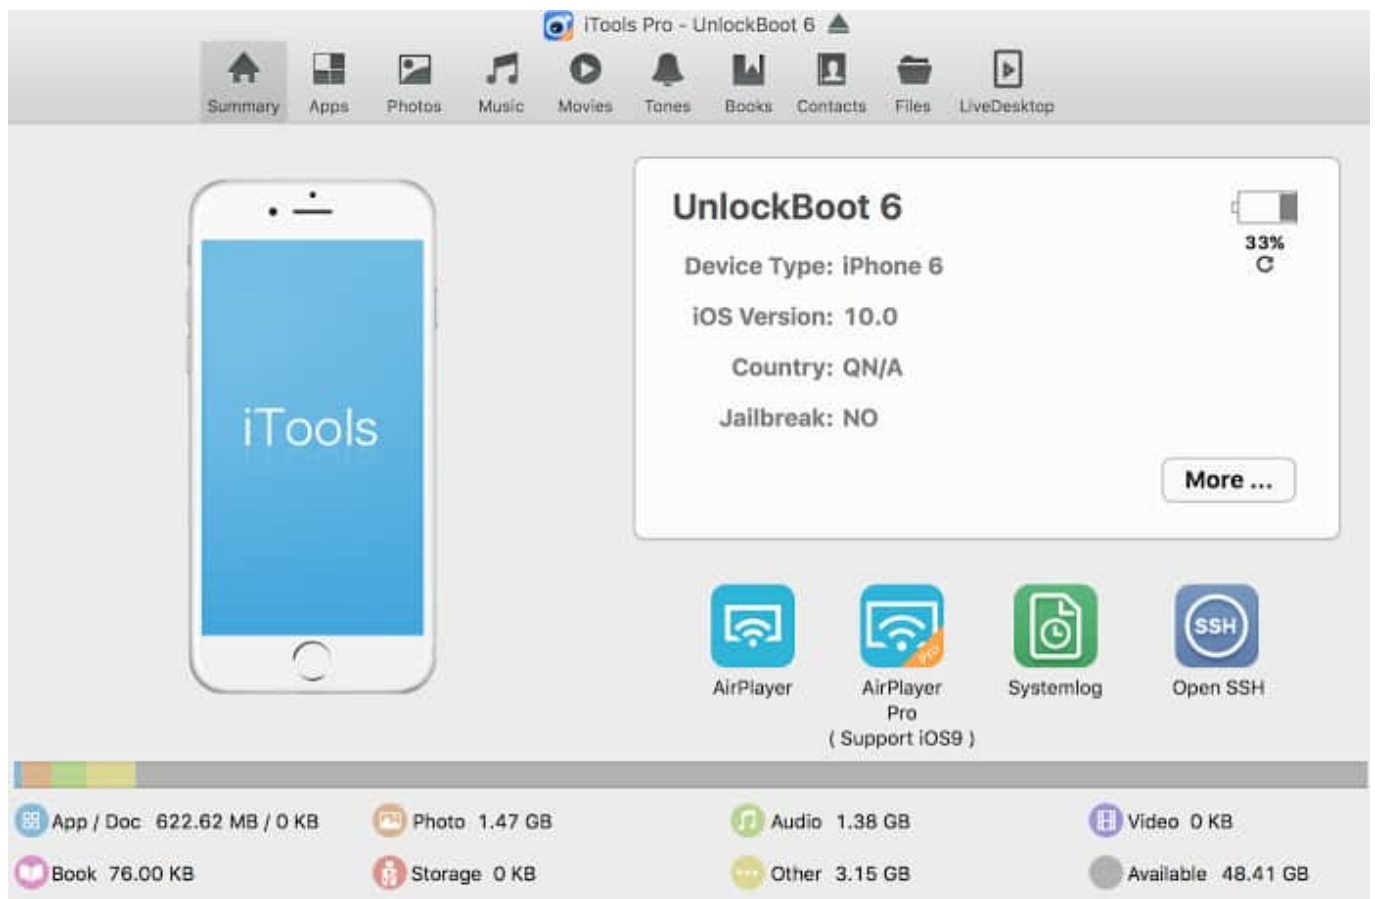 iTools Pro - UnlockBoot 6
Summary Apps Photos Music Movies Tones Books Contacts Files LiveDesktop
UnlockBoot 6
33%
Device Type: iPhone 6
iOS Version: 10.0
Country: QN/A
Jailbreak: NO
iTools
More ...
Pro
SSH
AirPlayer AirPlayer Systemlog Open SSH
Pro
( Support iOS9 )
App / Doc 622.62 MB / 0 KB Photo 1.47 GB Audio 1.38 GB Video 0 KB
Book 76.00 KB Storage 0 KB Other 3.15 GB Available 48.41 GB